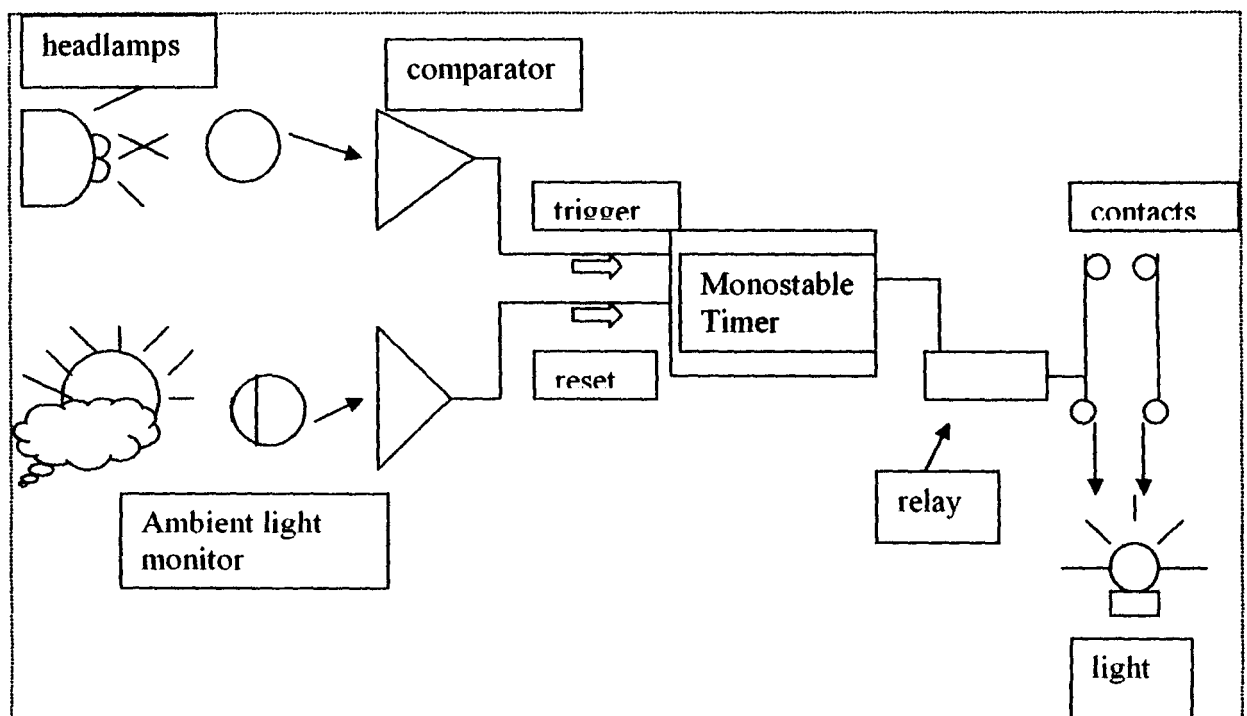 headlamps
comparator
trigger
contacts
Monostable
Timer
reset
Ambient light
monitor
relay
light